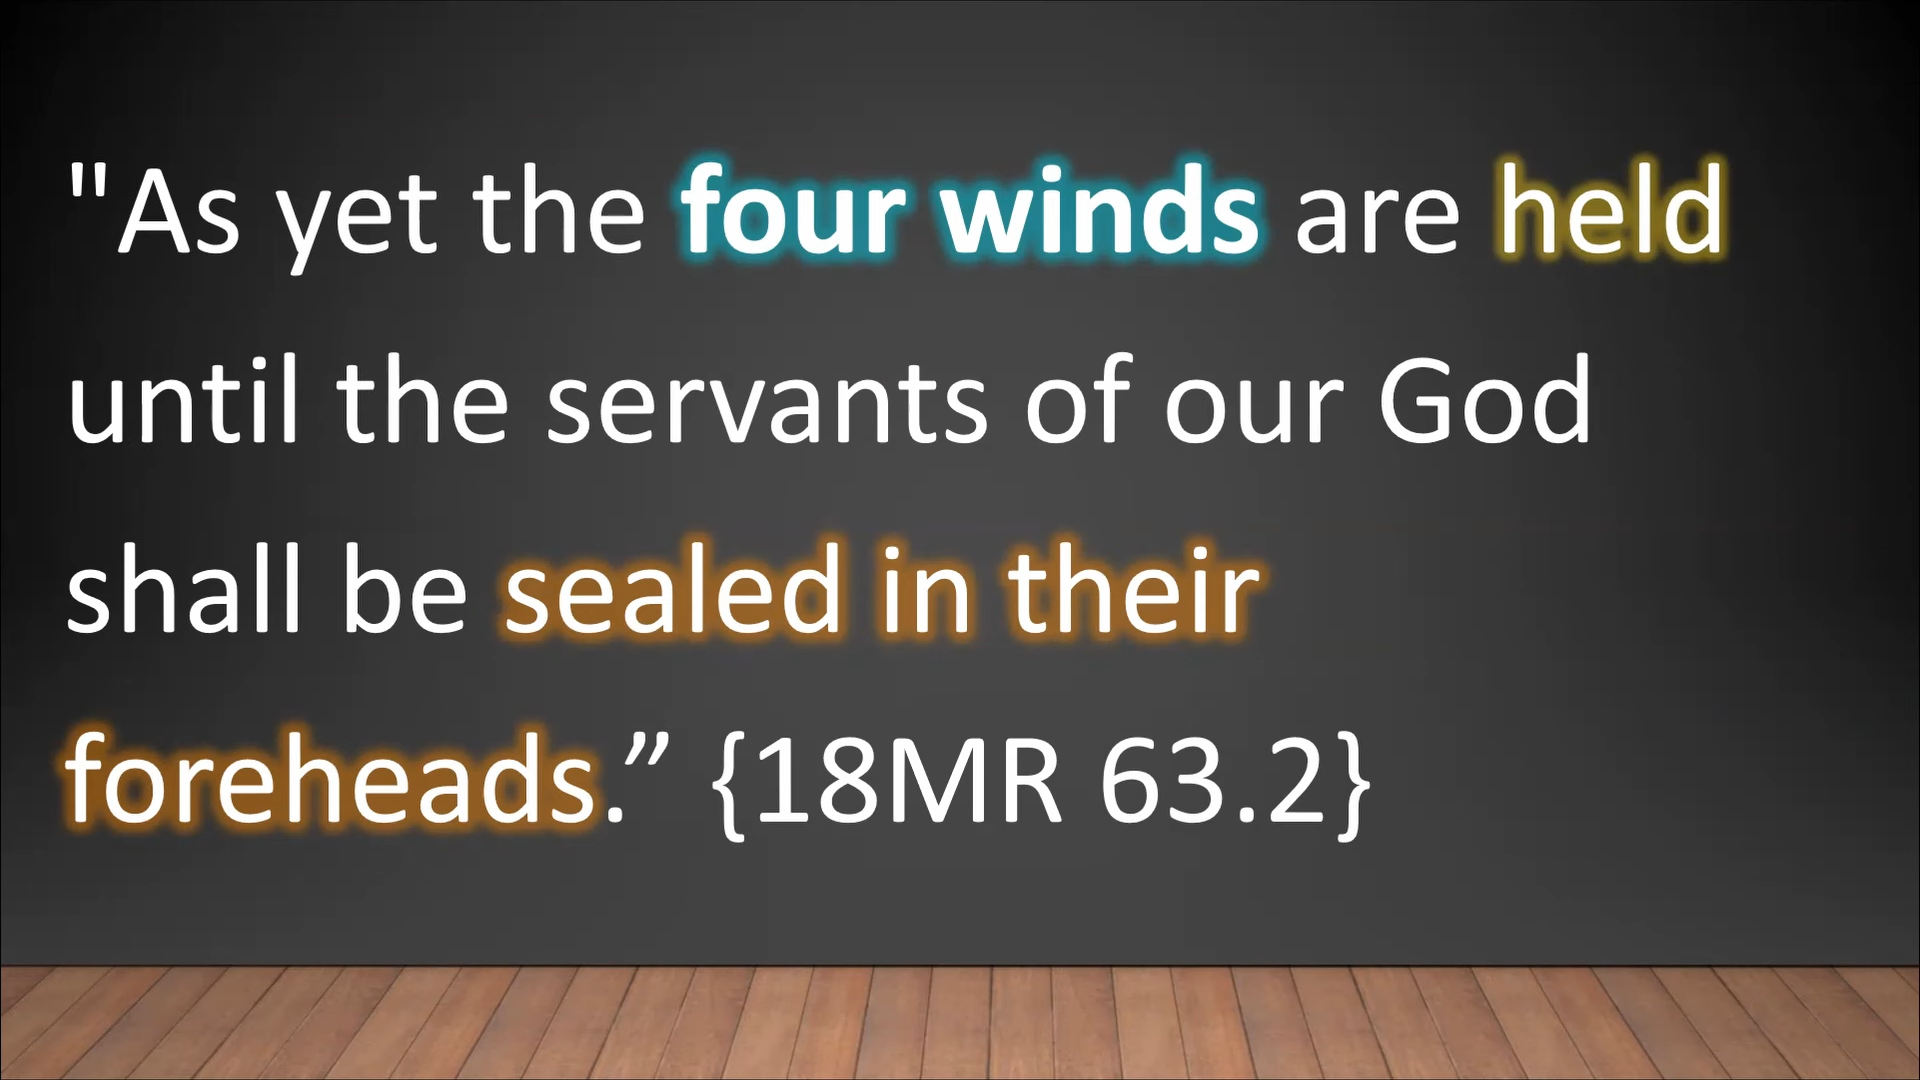 "As yet the four winds are held
until the servants of our God
shall be sealed in their
foreheads.” {18MR 63.2}